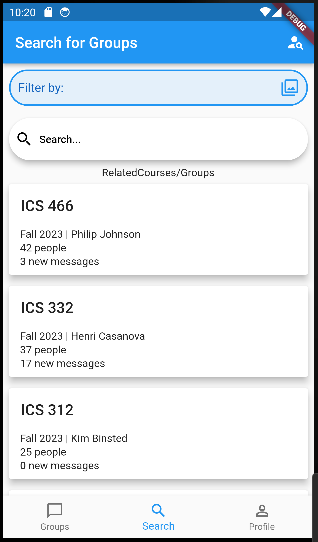 10:20
DEBUG
Search for Groups
Filter by:
Search...
RelatedCourses/Groups
ICS 466
Fall 2023 | Philip Johnson
42 people
3 new messages
ICS 332
Fall 2023 | Henri Casanova
37 people
17 new messages
ICS 312
Fall 2023 | Kim Binsted
25 people
0 new messages
Groups
Search
Profile